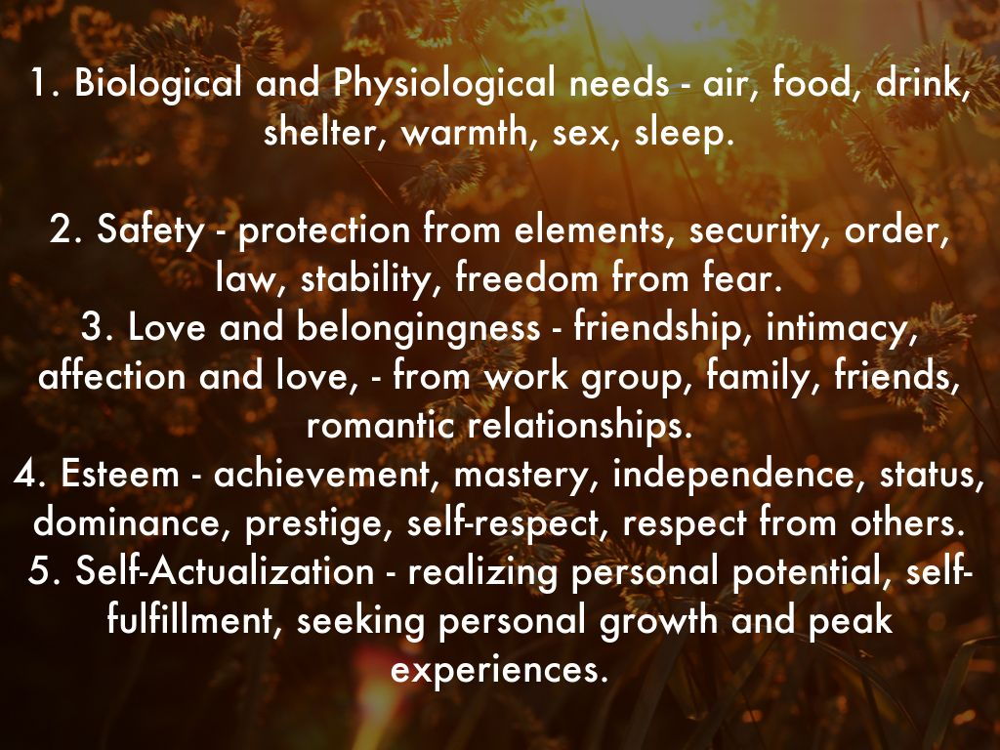 1. Biological and Physiological needs - air, food, drink,
shelter, warmth, sex, sleep.
2. Safety - protection from elements, security, order,
law, stability, freedom from fear.
3. Love and belongingness - friendship, intimacy,
affection and love, - from work group, family, friends,
romantic relationships.
4. Esteem - achievement, mastery, independence, status,
dominance, prestige, self-respect, respect from others.
5. Self-Actualization - realizing personal potential, self-
fulfillment, seeking personal growth and peak
experiences.